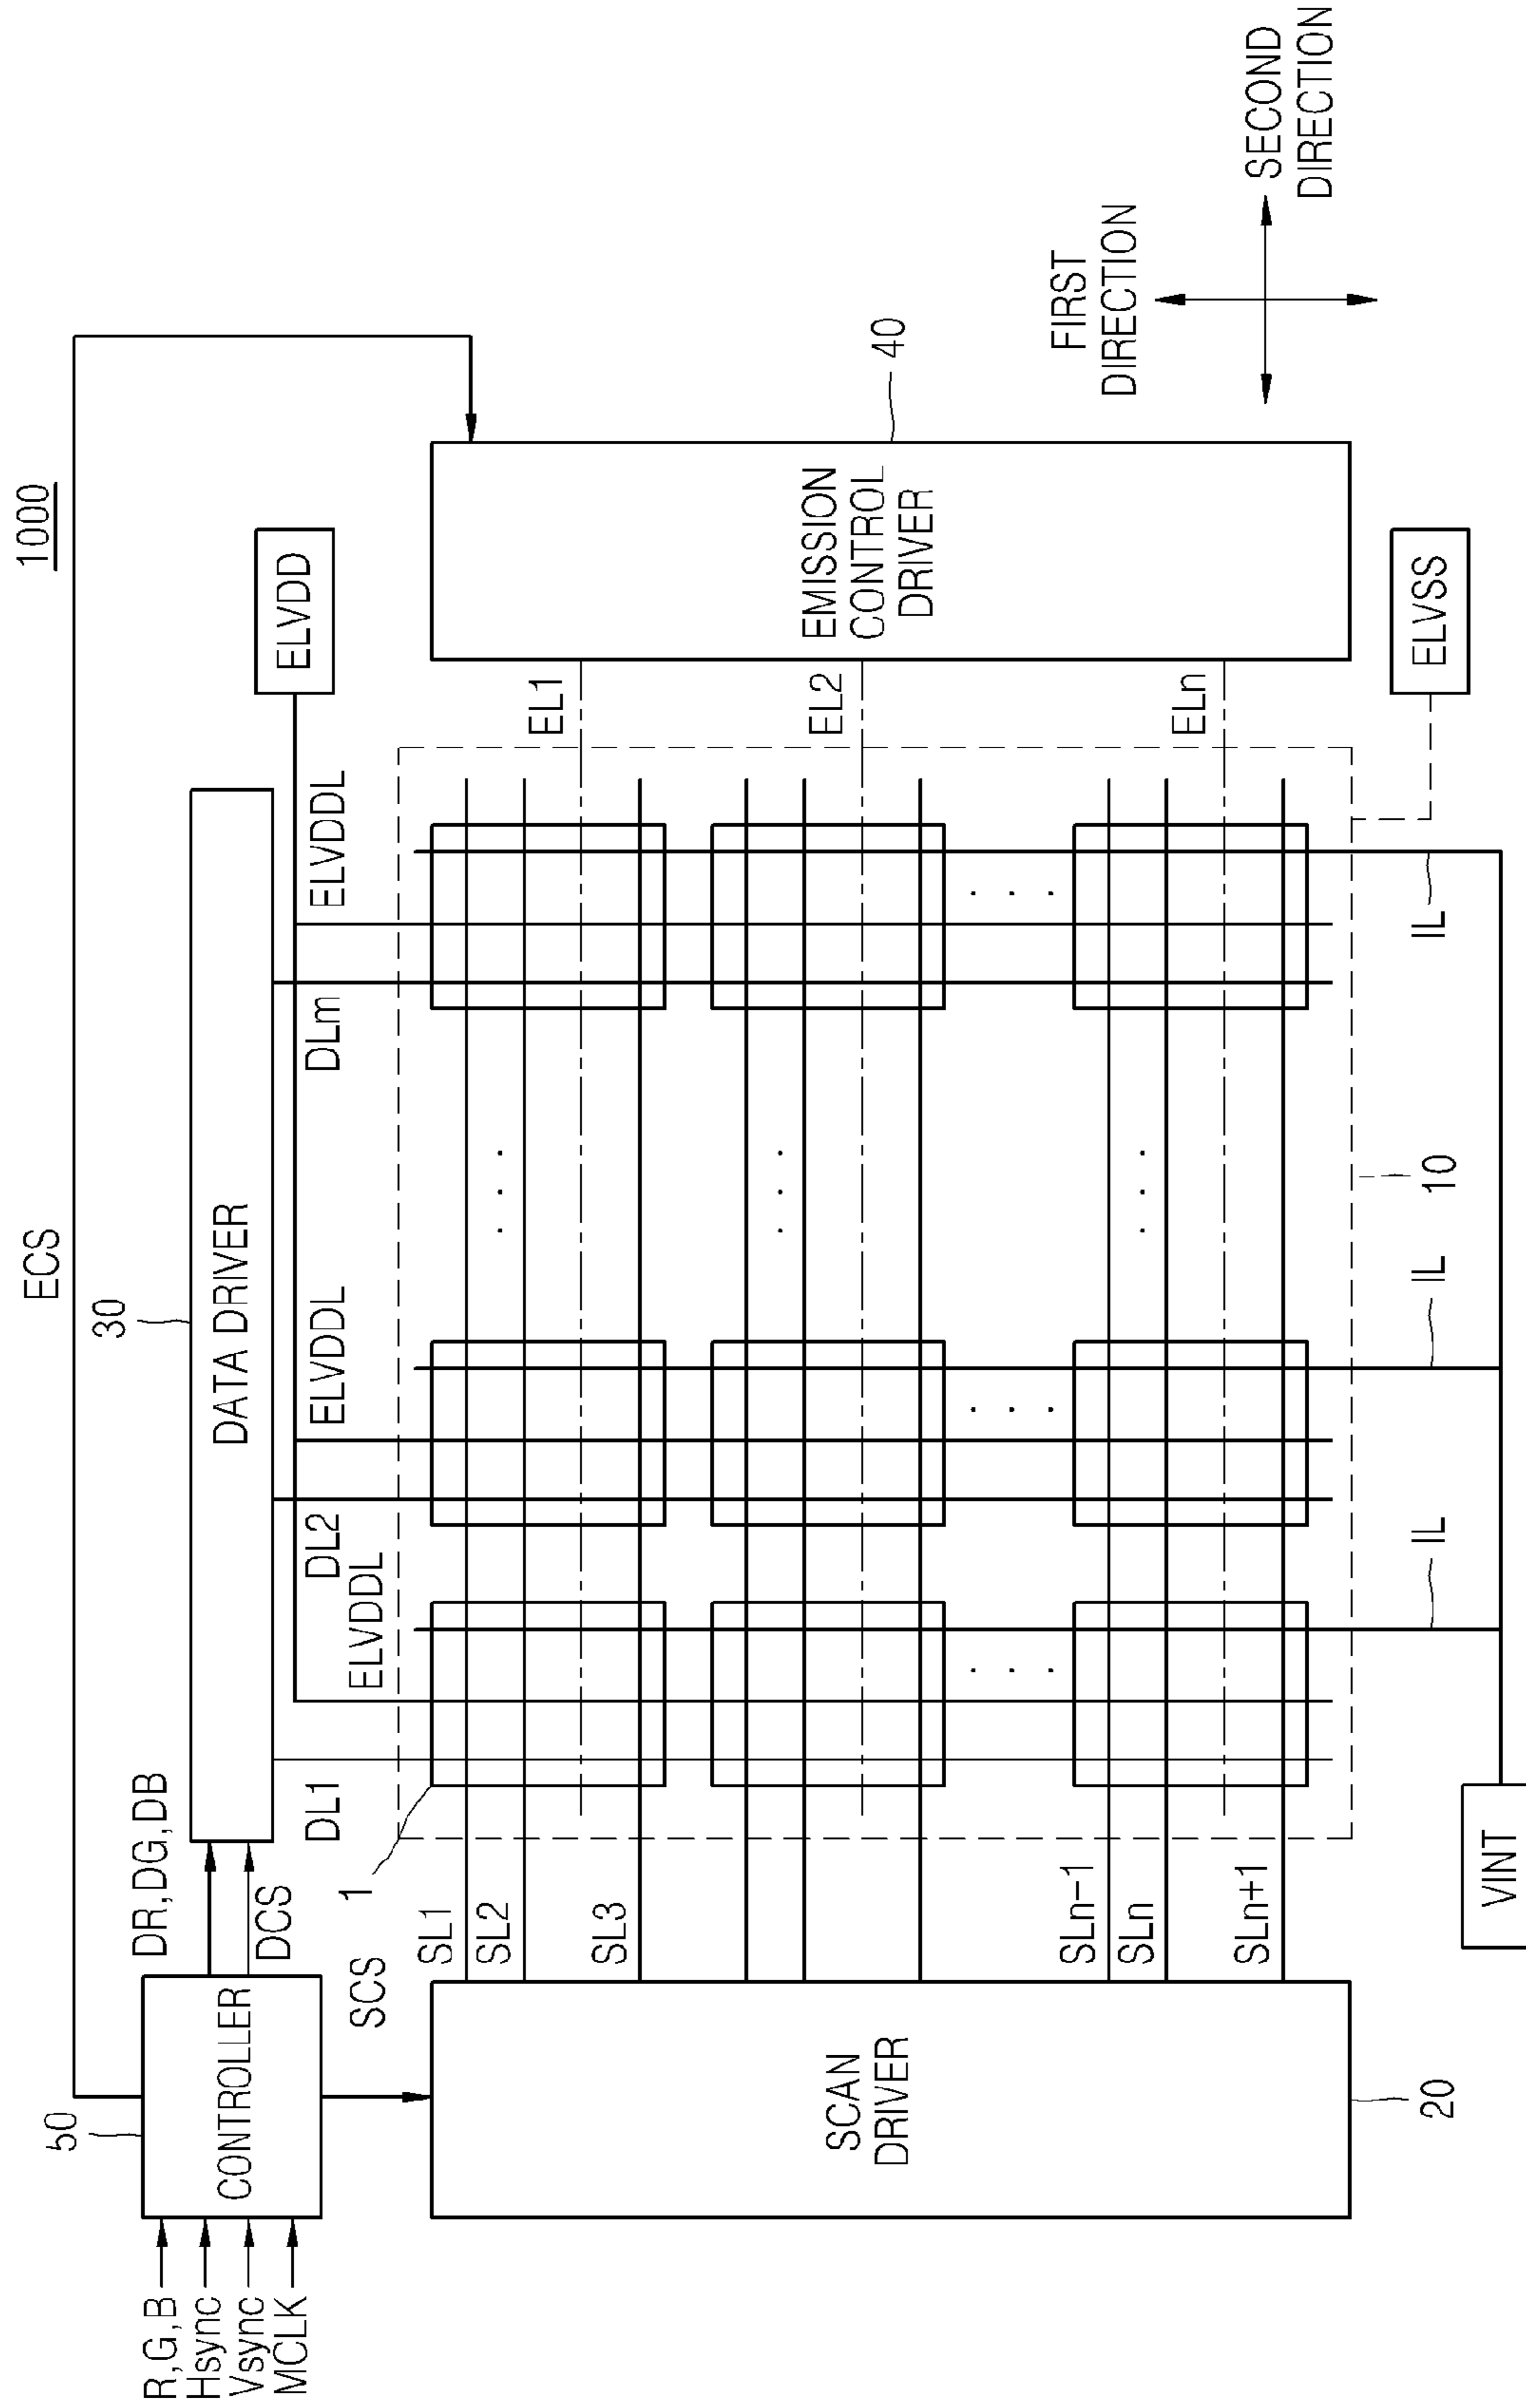 1000
ECS
50
30
R,G,B
Hsync
Vsync
MCLK
CONTROLLER
DR,DG,DB
DCS
DATA DRIVER
ELVDD
SCS
DL1
ELVDDL
DL2
ELVDDL
DLm
ELVDDL
1
SL1
SL2
SL3
SLn-1
SLn
SLn+1
SCAN
DRIVER
20
EL1
EL2
ELn
EMISSION
CONTROL
DRIVER
40
FIRST
DIRECTION
SECOND
DIRECTION
ELVSS
IL
IL
10
IL
VINT